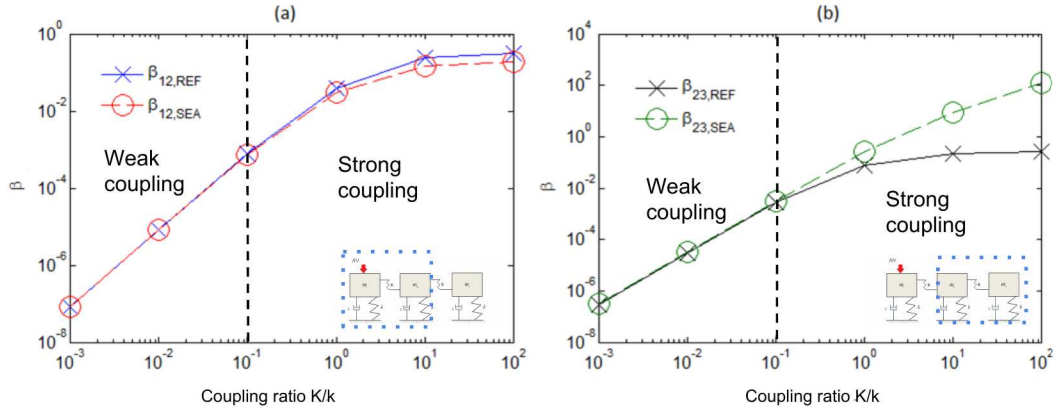 (a)
10^0
10^-2
10^-4
10^-6
10^-8
β
β12,REF
β12,SEA
Weak
coupling
Strong
coupling
10^-3
10^-2
10^-1
10^0
10^1
10^2
Coupling ratio K/k
(b)
10^4
10^2
10^0
10^-2
10^-4
10^-6
10^-8
β
β23,REF
β23,SEA
Weak
coupling
Strong
coupling
10^-3
10^-2
10^-1
10^0
10^1
10^2
Coupling ratio K/k